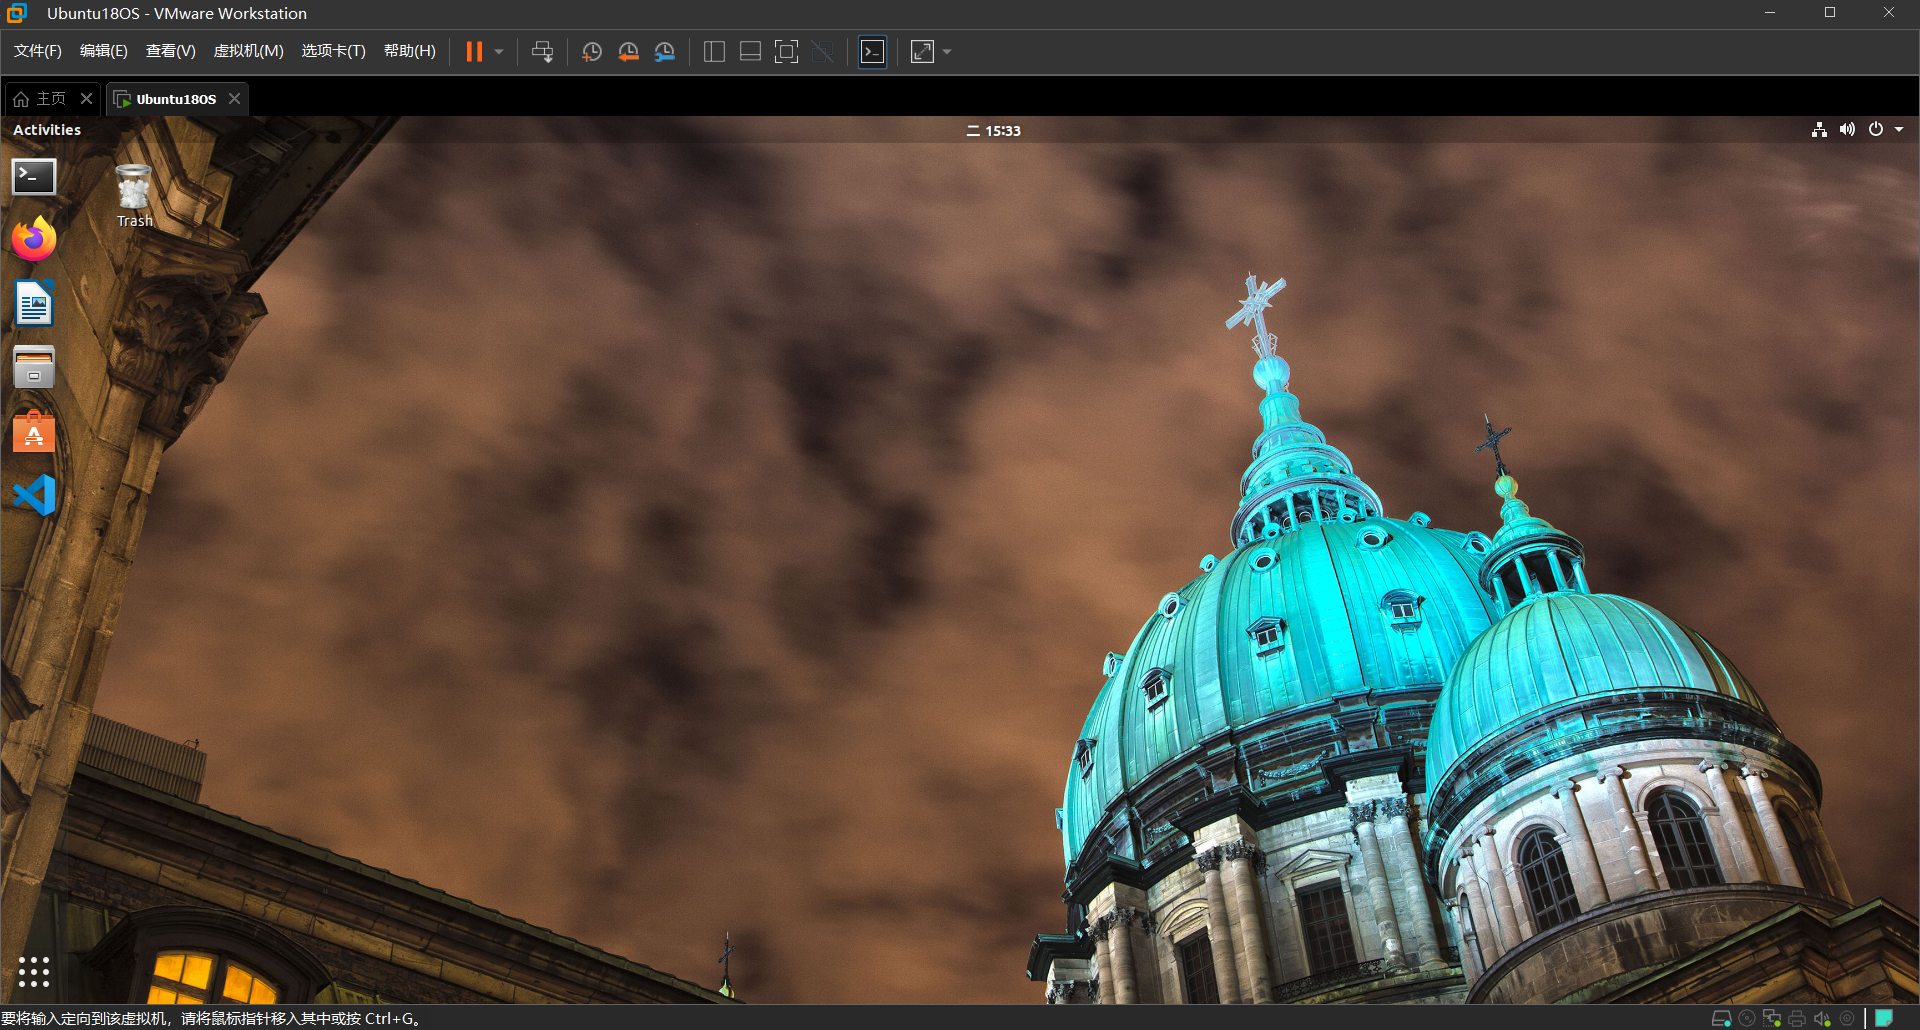 Ubuntu18OS - VMware Workstation
文件(F) 编辑(E) 查看(V) 虚拟机(M) 选项卡(T) 帮助(H)
主页 Ubuntu18OS
Activities 二 15:33
Trash
要将输入定向到该虚拟机，请将鼠标指针移入其中或按 Ctrl+G。